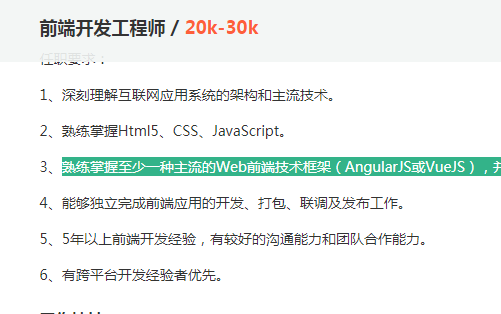 前端开发工程师 / 20k-30k
任职要求：
1、深刻理解互联网应用系统的架构和主流技术。
2、熟练掌握Html5、CSS、JavaScript。
3、熟练掌握至少一种主流的Web前端技术框架（AngularJS或VueJS），并
4、能够独立完成前端应用的开发、打包、联调及发布工作。
5、5年以上前端开发经验，有较好的沟通能力和团队合作能力。
6、有跨平台开发经验者优先。